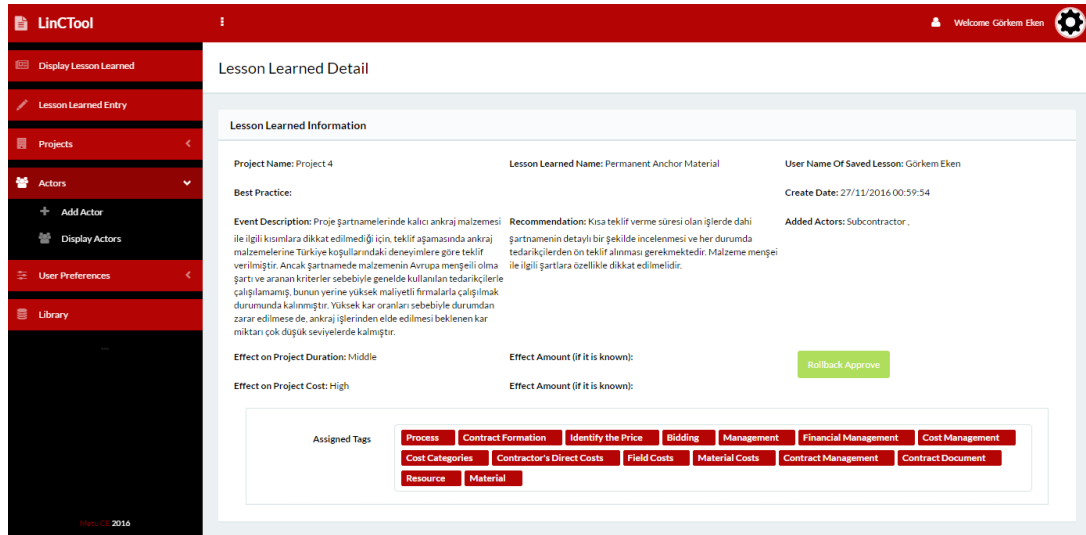 LinCTool
Welcome Görkem Eken
Display Lesson Learned
Lesson Learned Entry
Projects
Actors
Add Actor
Display Actors
User Preferences
Library
...
Metu CE 2016
Lesson Learned Detail
Lesson Learned Information
Project Name: Project 4
Lesson Learned Name: Permanent Anchor Material
User Name Of Saved Lesson: Görkem Eken
Best Practice:
Create Date: 27/11/2016 00:59:54
Event Description: Proje şartnamelerinde kalıcı ankraj malzemesi
ile ilgili kısımlara dikkat edilmediği için, teklif aşamasında ankraj
malzemelerine Türkiye koşullarındaki deneyimlere göre teklif
verilmiştir. Ancak şartnamede malzemenin Avrupa menşeili olma
şartı ve aranan kriterler sebebiyle genelde kullanılan tedarikçilerle
çalışılamamış, bunun yerine yüksek maliyetli firmalarla çalışılmak
durumunda kalınmıştır. Yüksek kar oranları sebebiyle durumdan
zarar edilmese de, ankraj işlerinden elde edilmesi beklenen kar
miktarı çok düşük seviyelerde kalmıştır.
Recommendation: Kısa teklif verme süresi olan işlerde dahi
şartnamenin detaylı bir şekilde incelenmesi ve her durumda
tedarikçilerden ön teklif alınması gerekmektedir. Malzeme menşei
ile ilgili şartlara özellikle dikkat edilmelidir.
Added Actors: Subcontractor ,
Effect on Project Duration: Middle
Effect Amount (if it is known):
Rollback Approve
Effect on Project Cost: High
Effect Amount (if it is known):
Assigned Tags
Process Contract Formation Identify the Price Bidding Management Financial Management Cost Management
Cost Categories Contractor's Direct Costs Field Costs Material Costs Contract Management Contract Document
Resource Material